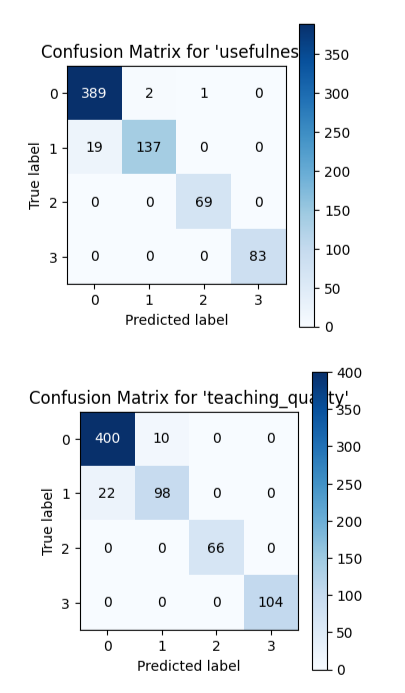 Confusion Matrix for 'usefulnes
0 389 2 1 0
1 19 137 0 0
2 0 0 69 0
3 0 0 0 83
0 1 2 3
True label
Predicted label
350
300
250
200
150
100
50
0
Confusion Matrix for 'teaching_quality'
0 400 10 0 0
1 22 98 0 0
2 0 0 66 0
3 0 0 0 104
0 1 2 3
True label
Predicted label
400
350
300
250
200
150
100
50
0